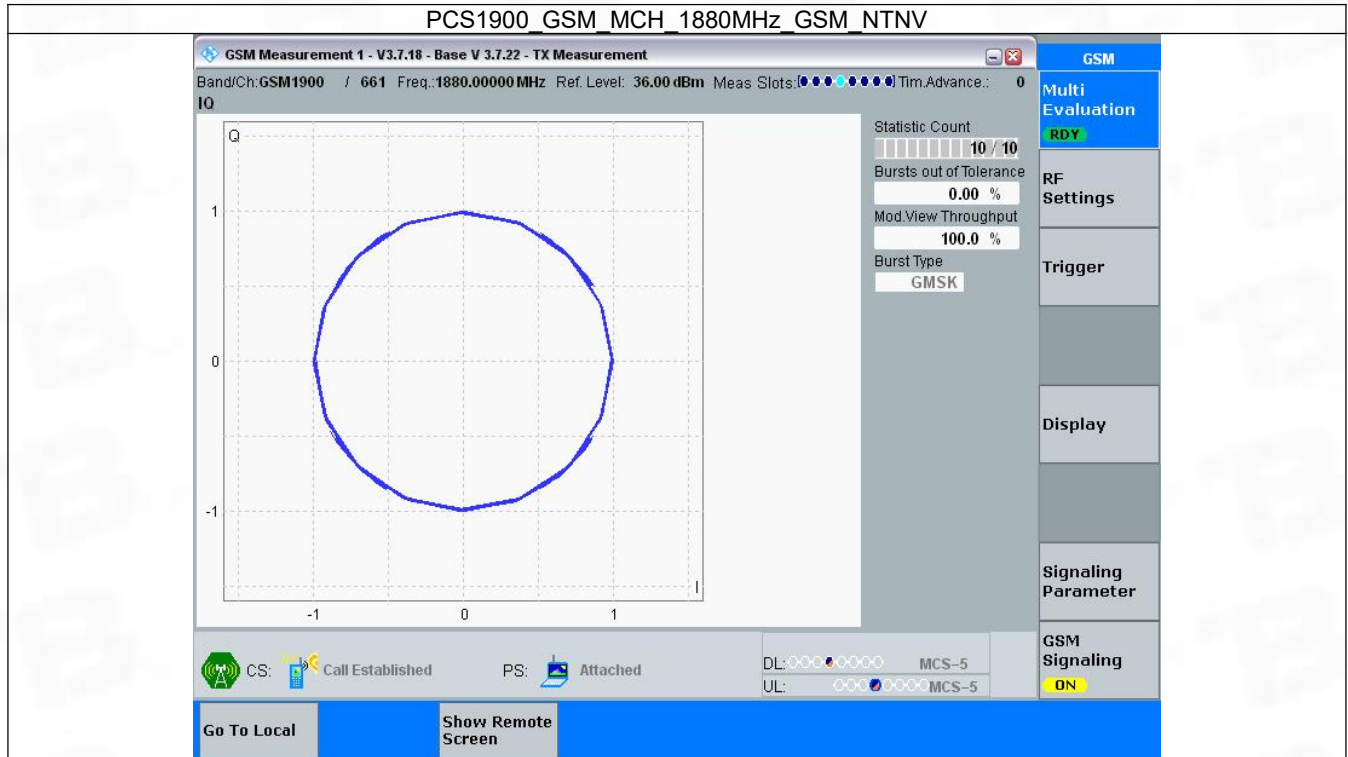 PCS1900_GSM_MCH_1880MHz_GSM_NTNV
GSM Measurement 1 - V3.7.18 - Base V 3.7.22 - TX Measurement
GSM
Band/Ch:GSM1900 / 661 Freq.:1880.00000 MHz Ref. Level: 36.00 dBm Meas Slots: Tim.Advance.: 0
IQ
Multi
Evaluation
RDY
Q
1
0
-1
I
-1 0 1
Statistic Count
10 / 10
Bursts out of Tolerance
0.00 %
Mod.View Throughput
100.0 %
Burst Type
GMSK
RF
Settings
Trigger
Display
Signaling
Parameter
GSM
Signaling
ON
CS: Call Established PS: Attached
DL: MCS-5
UL: MCS-5
Go To Local
Show Remote
Screen